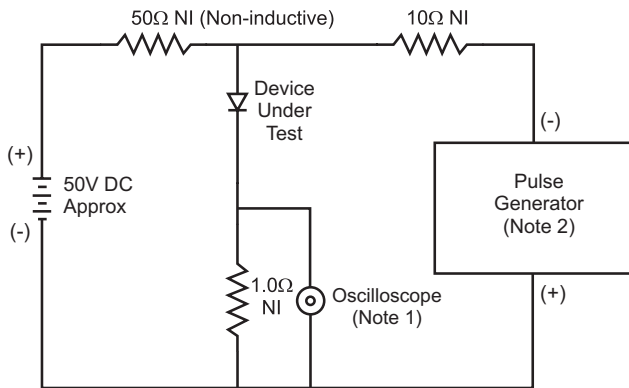 50Ω NI (Non-inductive)
10Ω NI
Device
Under
Test
(-)
(+)
50V DC
Approx
(-)
Pulse
Generator
(Note 2)
(+)
1.0Ω
NI
Oscilloscope
(Note 1)